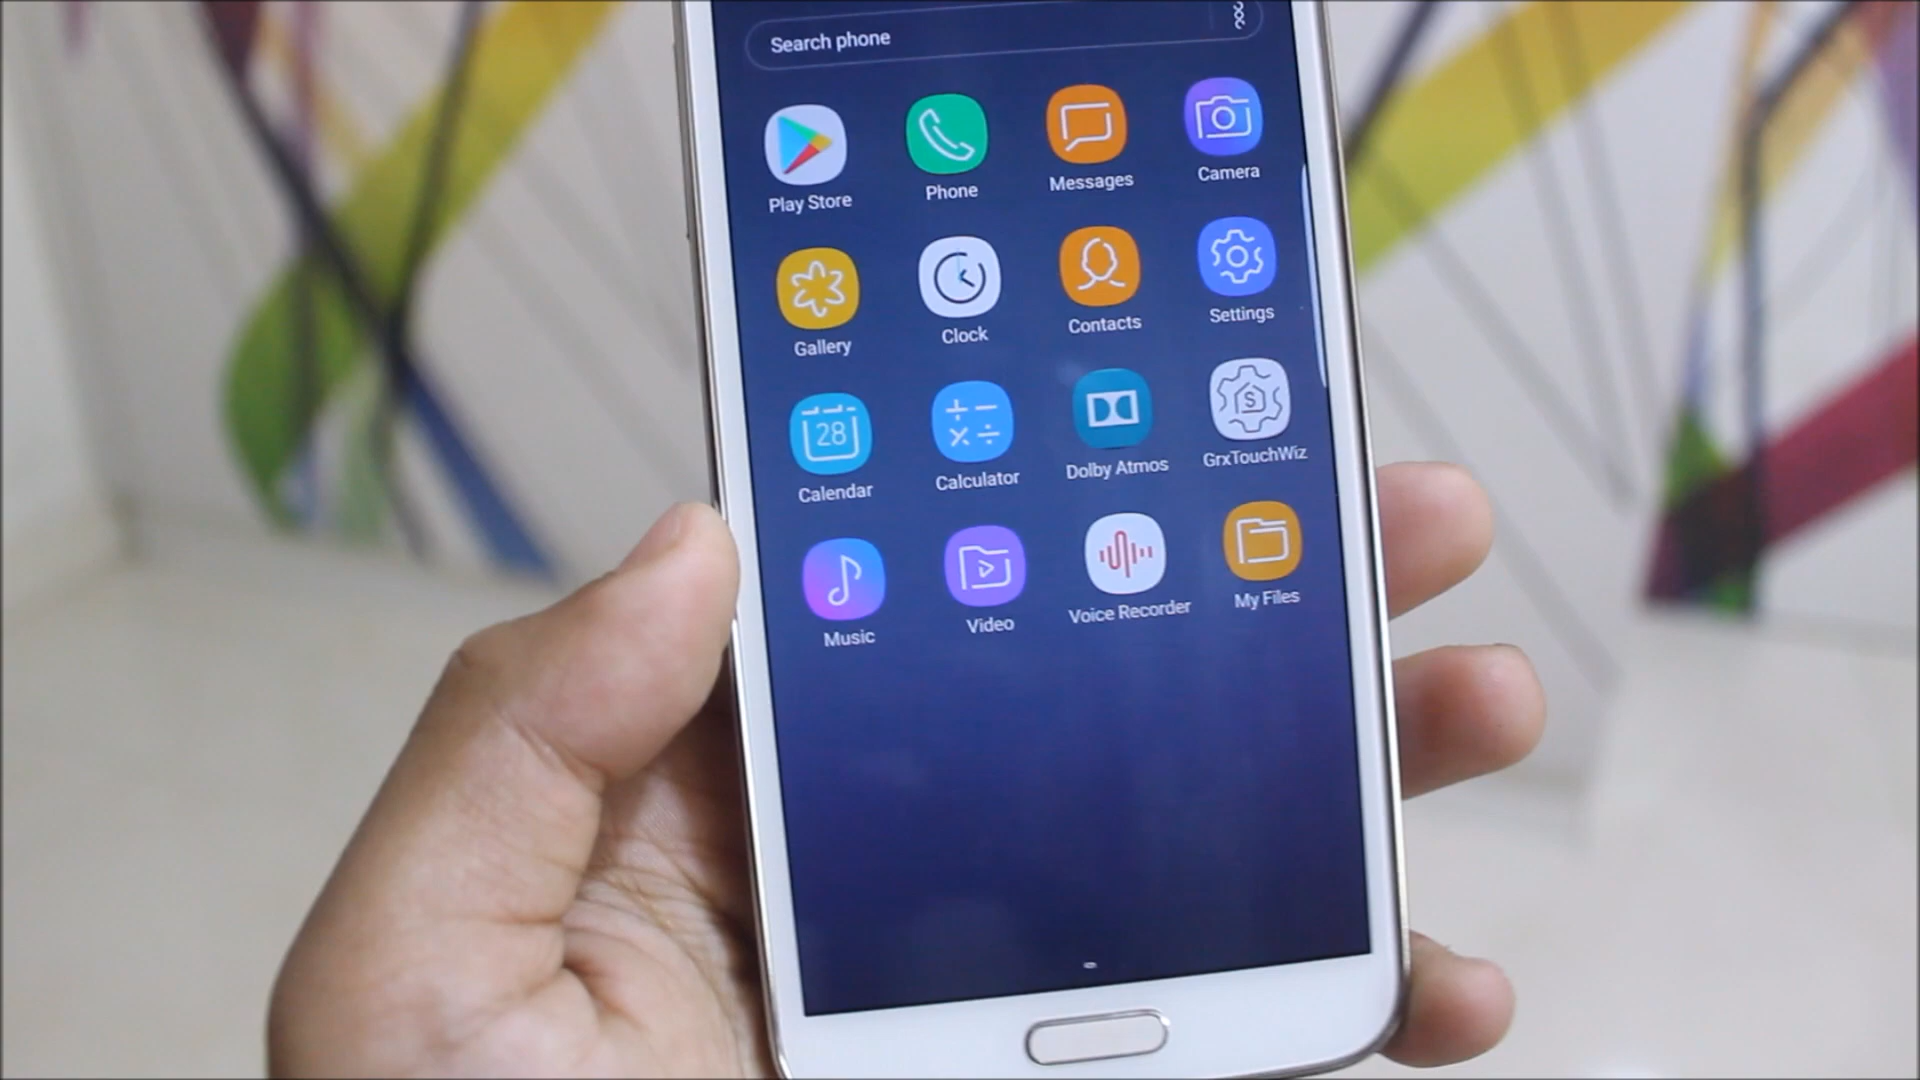 Search phone
Play Store
Phone
Messages
Camera
Gallery
Clock
Contacts
Settings
28
Calendar
Calculator
Dolby Atmos
S
GrxTouchWiz
Music
Video
Voice Recorder
My Files